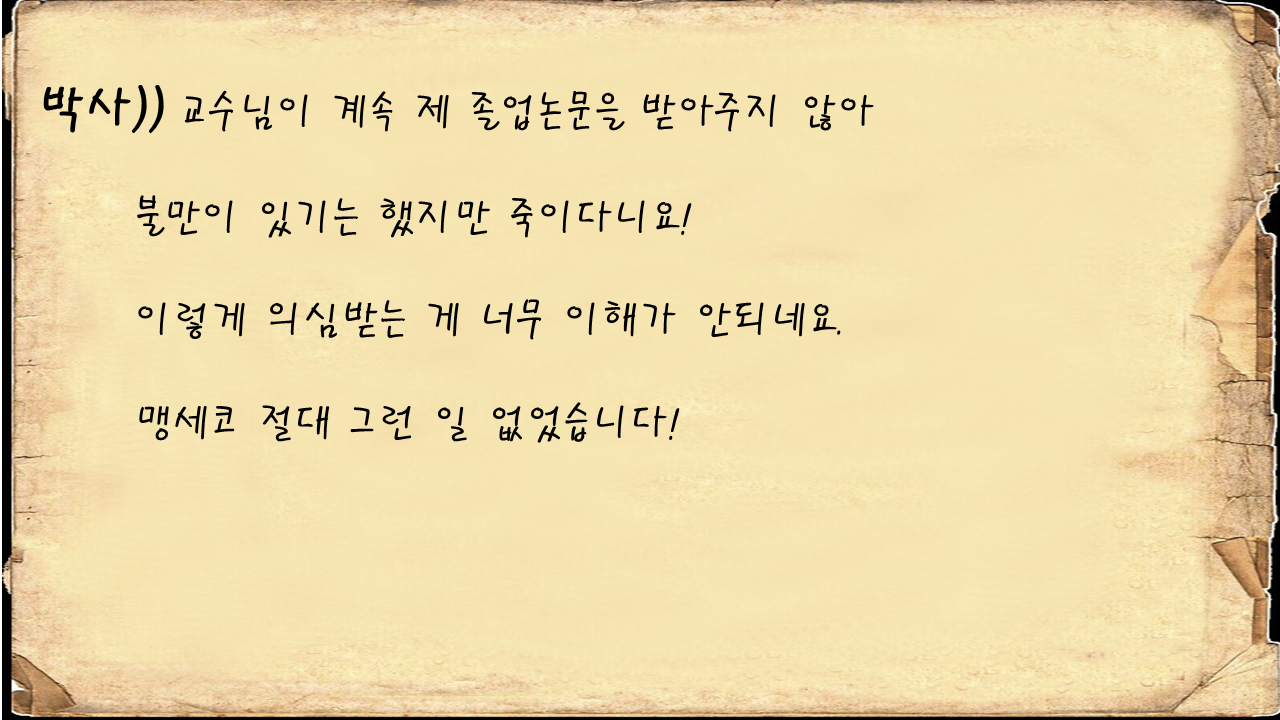 박사)) 교수님이 계속 제 졸업논문을 받아주지 않아
불만이 있기는 했지만 죽이다니요!
이렇게 의심받는 게 너무 이해가 안되네요.
맹세코 절대 그런 일 없었습니다!